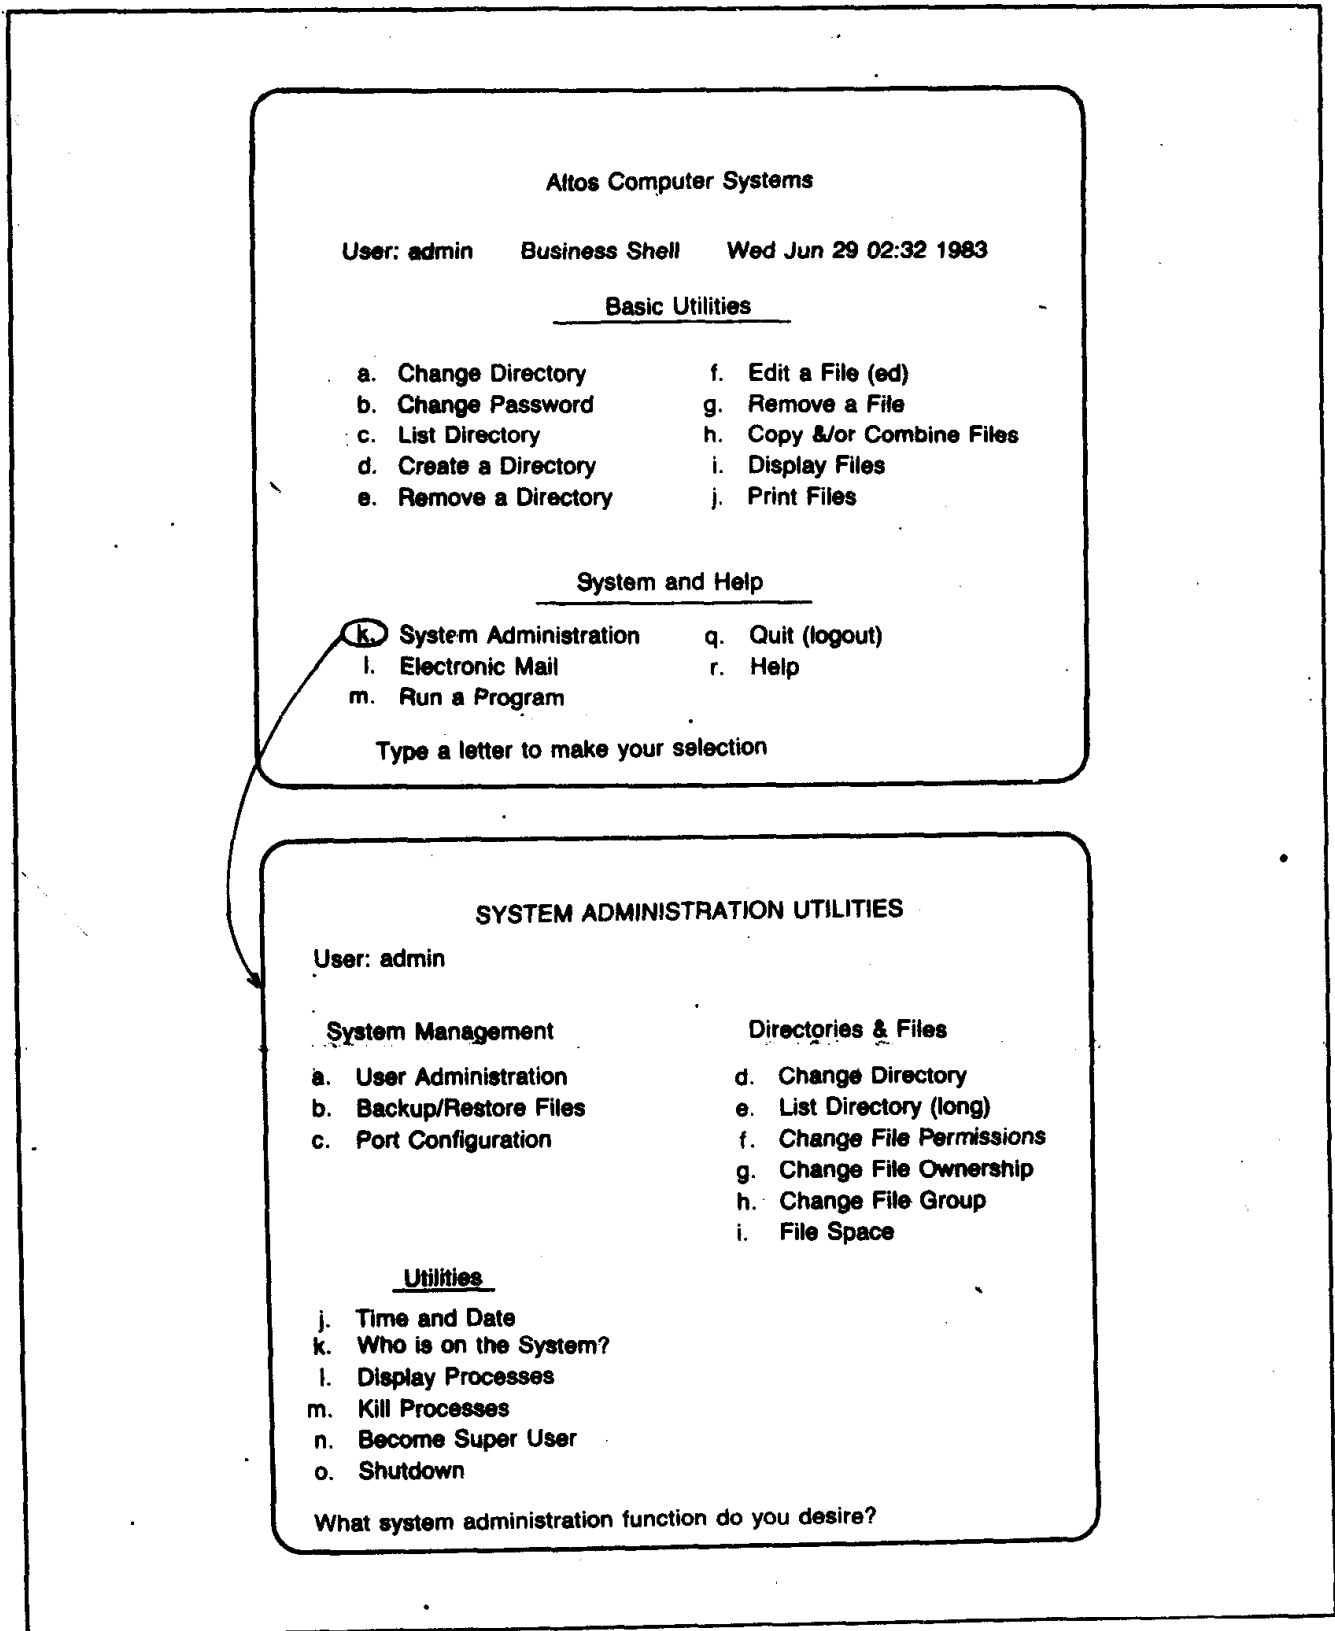 Altos Computer Systems
User: admin Business Shell Wed Jun 29 02:32 1983
Basic Utilities
a. Change Directory f. Edit a File (ed)
b. Change Password g. Remove a File
c. List Directory h. Copy &/or Combine Files
d. Create a Directory i. Display Files
e. Remove a Directory j. Print Files
System and Help
k. System Administration q. Quit (logout)
l. Electronic Mail r. Help
m. Run a Program
Type a letter to make your selection
SYSTEM ADMINISTRATION UTILITIES
User: admin
System Management Directories & Files
a. User Administration d. Change Directory
b. Backup/Restore Files e. List Directory (long)
c. Port Configuration f. Change File Permissions
g. Change File Ownership
h. Change File Group
i. File Space
Utilities
j. Time and Date
k. Who is on the System?
l. Display Processes
m. Kill Processes
n. Become Super User
o. Shutdown
What system administration function do you desire?